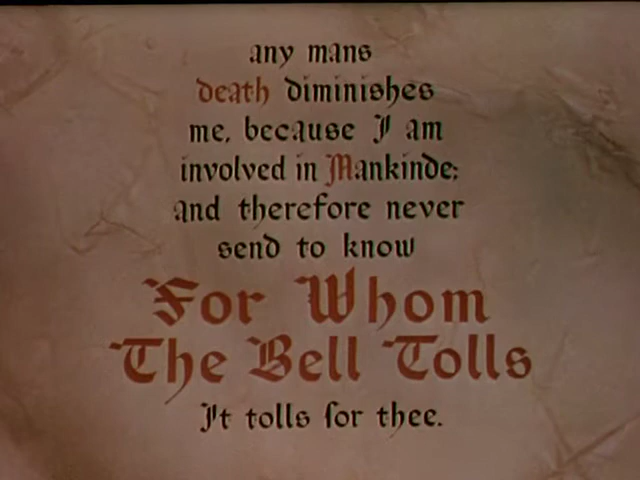 any mans
death diminishes
me, because I am
involved in Mankinde;
and therefore never
send to know
For Whom
The Bell Tolls
It tolls for thee.